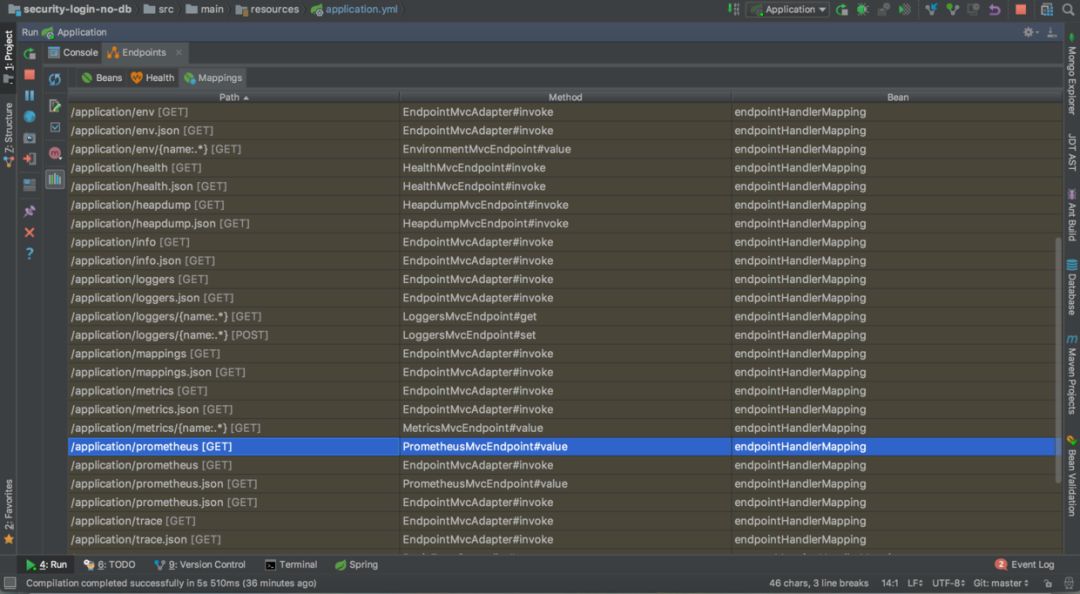 security-login-no-db src main resources application.yml Application
Run Application
Console Endpoints
Beans Health Mappings
Path Method Bean
/application/env [GET] EndpointMvcAdapter#invoke endpointHandlerMapping
/application/env.json [GET] EndpointMvcAdapter#invoke endpointHandlerMapping
/application/env/{name:.*} [GET] EnvironmentMvcEndpoint#value endpointHandlerMapping
/application/health [GET] HealthMvcEndpoint#invoke endpointHandlerMapping
/application/health.json [GET] HealthMvcEndpoint#invoke endpointHandlerMapping
/application/heapdump [GET] HeapdumpMvcEndpoint#invoke endpointHandlerMapping
/application/heapdump.json [GET] HeapdumpMvcEndpoint#invoke endpointHandlerMapping
/application/info [GET] EndpointMvcAdapter#invoke endpointHandlerMapping
/application/info.json [GET] EndpointMvcAdapter#invoke endpointHandlerMapping
/application/loggers [GET] EndpointMvcAdapter#invoke endpointHandlerMapping
/application/loggers.json [GET] EndpointMvcAdapter#invoke endpointHandlerMapping
/application/loggers/{name:.*} [GET] LoggersMvcEndpoint#get endpointHandlerMapping
/application/loggers/{name:.*} [POST] LoggersMvcEndpoint#set endpointHandlerMapping
/application/mappings [GET] EndpointMvcAdapter#invoke endpointHandlerMapping
/application/mappings.json [GET] EndpointMvcAdapter#invoke endpointHandlerMapping
/application/metrics [GET] EndpointMvcAdapter#invoke endpointHandlerMapping
/application/metrics.json [GET] EndpointMvcAdapter#invoke endpointHandlerMapping
/application/metrics/{name:.*} [GET] MetricsMvcEndpoint#value endpointHandlerMapping
/application/prometheus [GET] PrometheusMvcEndpoint#value endpointHandlerMapping
/application/prometheus [GET] EndpointMvcAdapter#invoke endpointHandlerMapping
/application/prometheus.json [GET] PrometheusMvcEndpoint#value endpointHandlerMapping
/application/prometheus.json [GET] EndpointMvcAdapter#invoke endpointHandlerMapping
/application/trace [GET] EndpointMvcAdapter#invoke endpointHandlerMapping
/application/trace.json [GET] EndpointMvcAdapter#invoke endpointHandlerMapping
1: Project
7: Structure
2: Favorites
Mongo Explorer
JDT AST
Ant Build
Database
Maven Projects
Bean Validation
4: Run 6: TODO 9: Version Control Terminal Spring 2 Event Log
Compilation completed successfully in 5s 510ms (36 minutes ago) 46 chars, 3 line breaks 14:1 LF UTF-8 Git: master